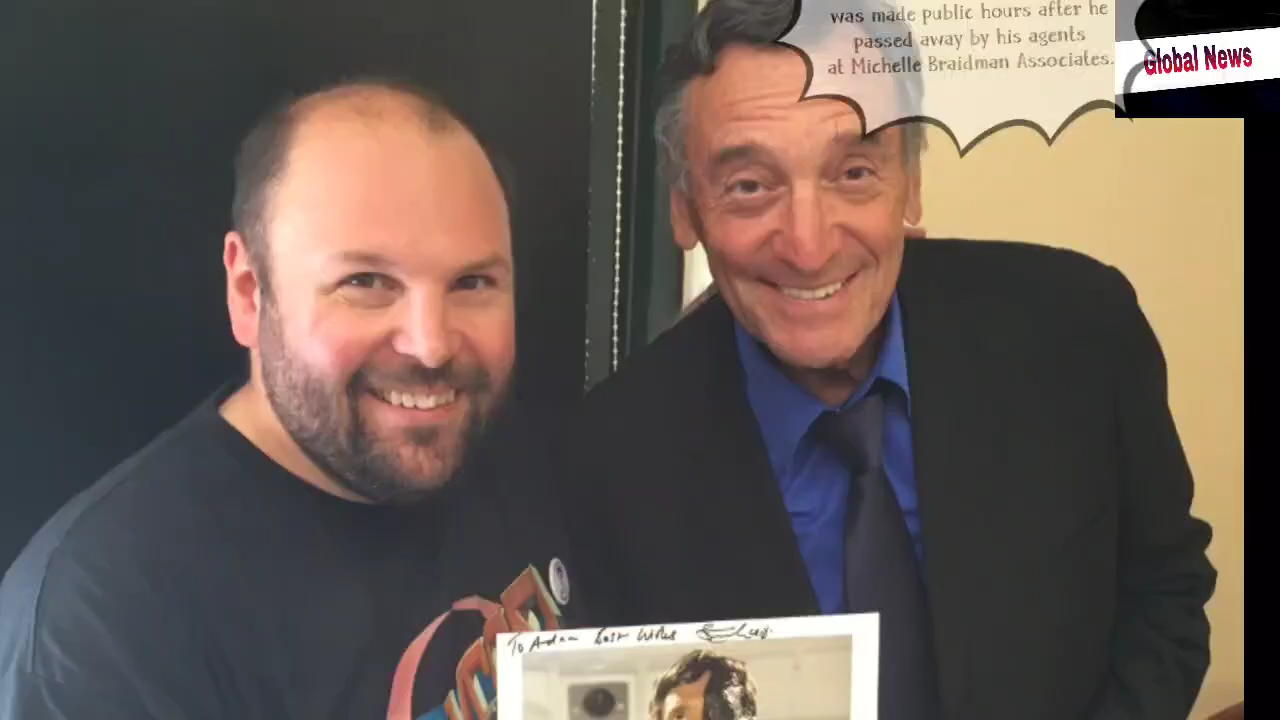 was made public hours after he
passed away by his agents
at Michelle Braidman Associates.
Global News
To Adam Best Wishes